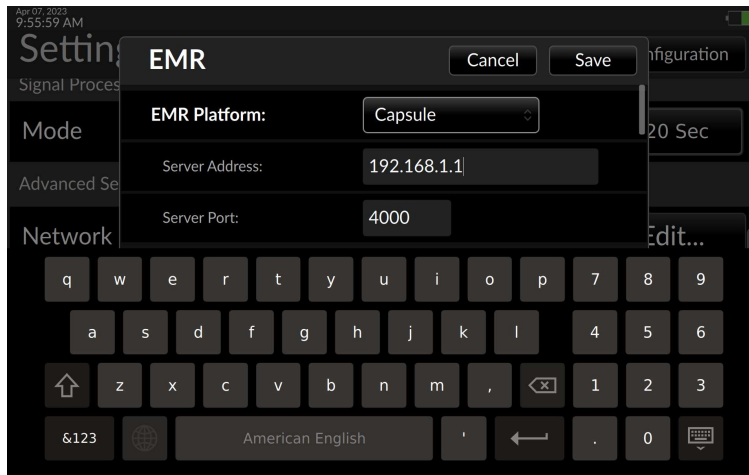 Apr 07, 2023
9:55:59 AM
Setting
EMR
Cancel
Save
nfiguration
Signal Proces
EMR Platform:
Capsule
Mode
20 Sec
Server Address:
192.168.1.1
Advanced Se
Server Port:
4000
Network
Edit...
q w e r t y u i o p 7 8 9
a s d f g h j k l 4 5 6
z x c v b n m , 1 2 3
&123 American English ' . 0